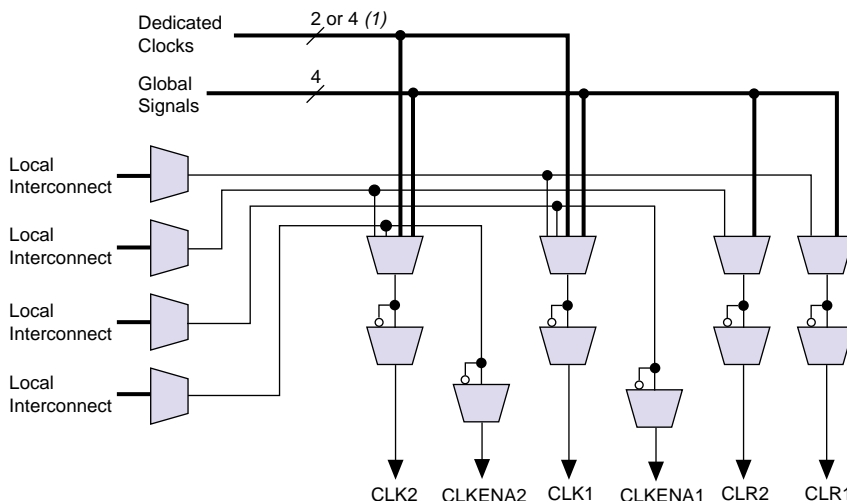 Dedicated
Clocks
2 or 4 (1)
Global
Signals
4
Local
Interconnect
Local
Interconnect
Local
Interconnect
Local
Interconnect
CLK2
CLKENA2
CLK1
CLKENA1
CLR2
CLR1